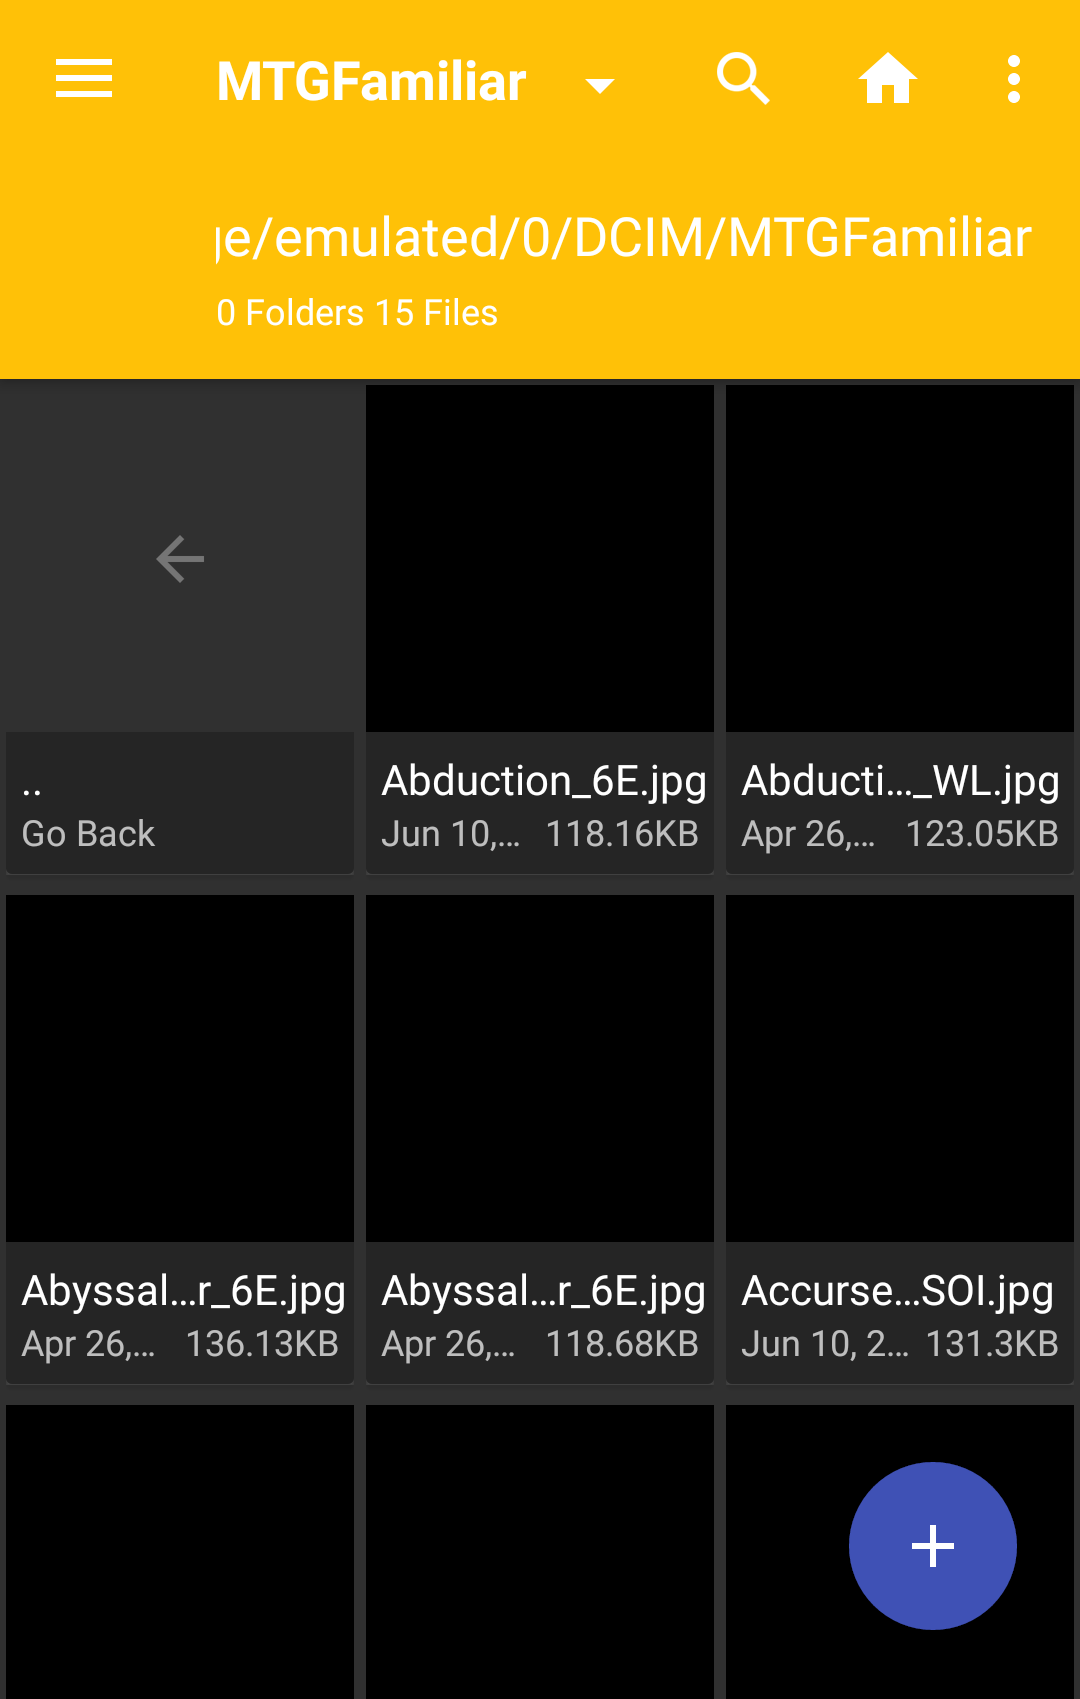 MTGFamiliar
ge/emulated/0/DCIM/MTGFamiliar
0 Folders 15 Files
..
Go Back
Abduction_6E.jpg
Jun 10,... 118.16KB
Abducti..._WL.jpg
Apr 26,... 123.05KB
Abyssal...r_6E.jpg
Apr 26,... 136.13KB
Abyssal...r_6E.jpg
Apr 26,... 118.68KB
Accurse...SOI.jpg
Jun 10, 2... 131.3KB